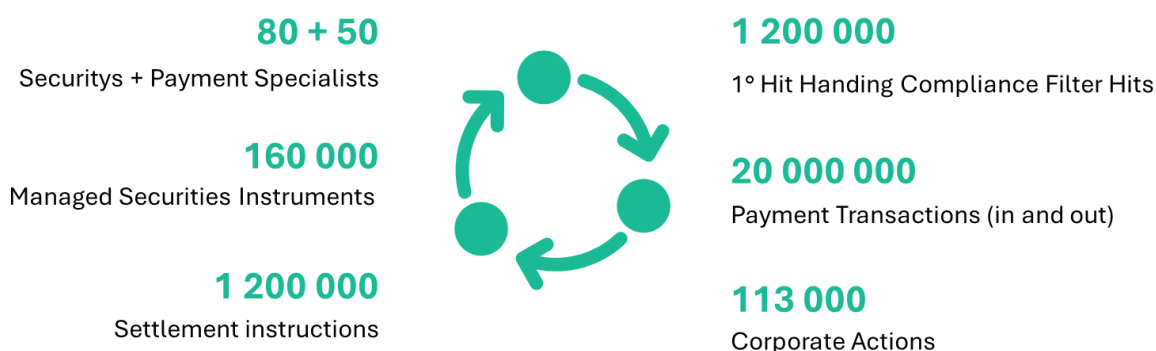 80 + 50
Securitys + Payment Specialists
160 000
Managed Securities Instruments
1 200 000
Settlement instructions
1 200 000
1° Hit Handing Compliance Filter Hits
20 000 000
Payment Transactions (in and out)
113 000
Corporate Actions